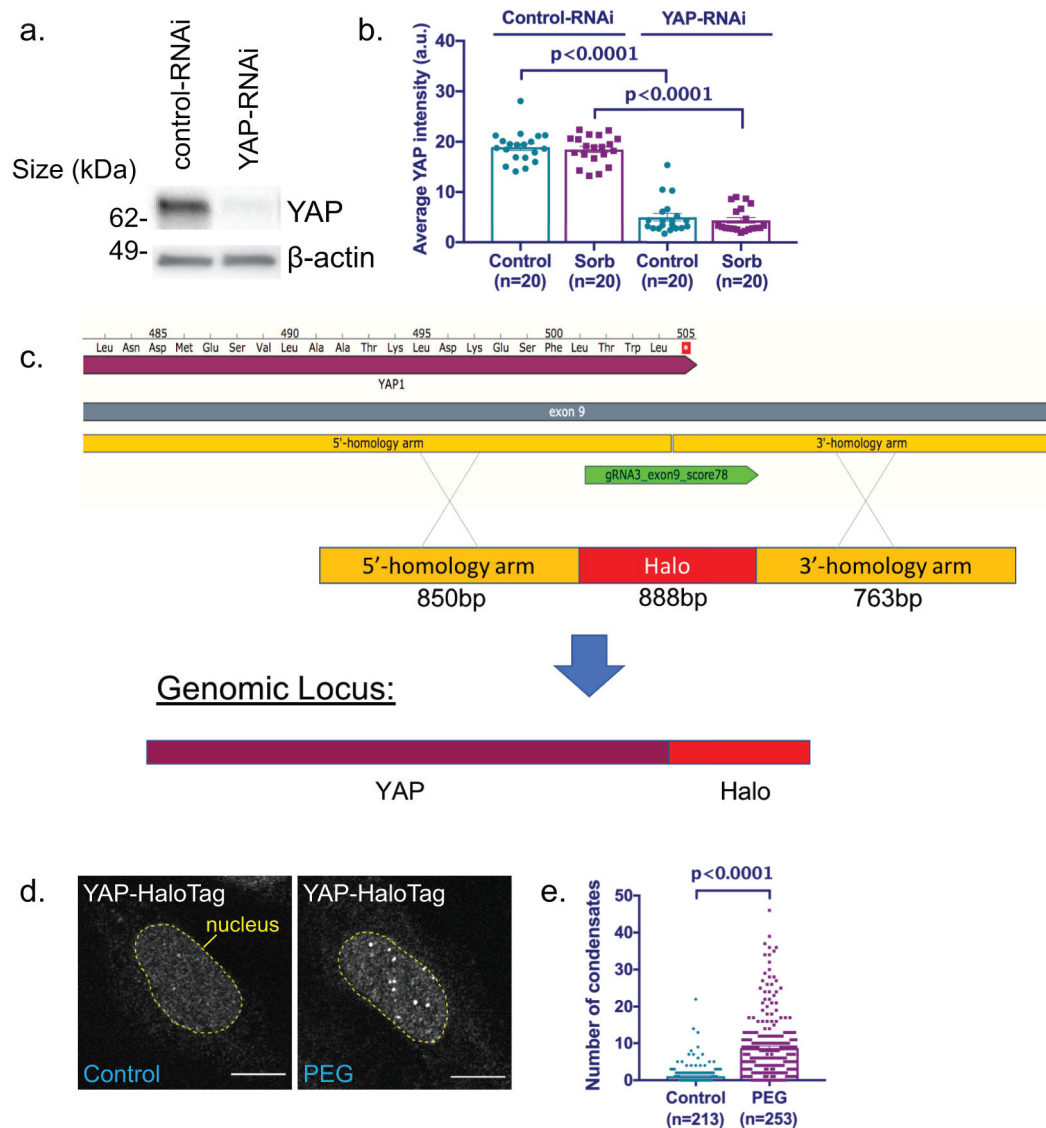 a.
control-RNAi
YAP-RNAi
Size (kDa)
62-
YAP
49-
β-actin
b.
Control-RNAi YAP-RNAi
p<0.0001
p<0.0001
Average YAP intensity (a.u.)
40
30
20
10
0
Control Sorb Control Sorb
(n=20) (n=20) (n=20) (n=20)
c.
485 490 495 500 505
Leu Asn Asp Met Glu Ser Val Leu Ala Ala Thr Lys Leu Asp Lys Glu Ser Phe Leu Thr Trp Leu *
YAP1
exon 9
5'-homology arm 3'-homology arm
gRNA3_exon9_score78
5'-homology arm Halo 3'-homology arm
850bp 888bp 763bp
Genomic Locus:
YAP Halo
d.
YAP-HaloTag YAP-HaloTag
nucleus
Control PEG
e.
p<0.0001
Number of condensates
50
40
30
20
10
0
Control PEG
(n=213) (n=253)